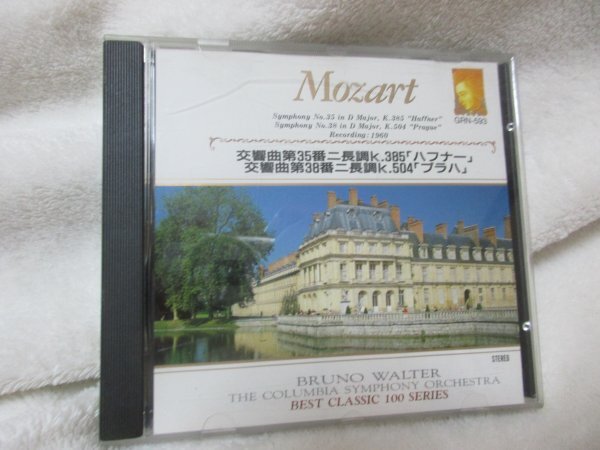 Mozart
Symphony No.35 in D Major, K.385 "Haffner"
Symphony No.38 in D Major, K.504 "Prague"
Recording:1960
GRN-593
交響曲第35番ニ長調k.385「ハフナー」
交響曲第38番ニ長調k.504「プラハ」
STEREO
BRUNO WALTER
THE COLUMBIA SYMPHONY ORCHESTRA
BEST CLASSIC 100 SERIES